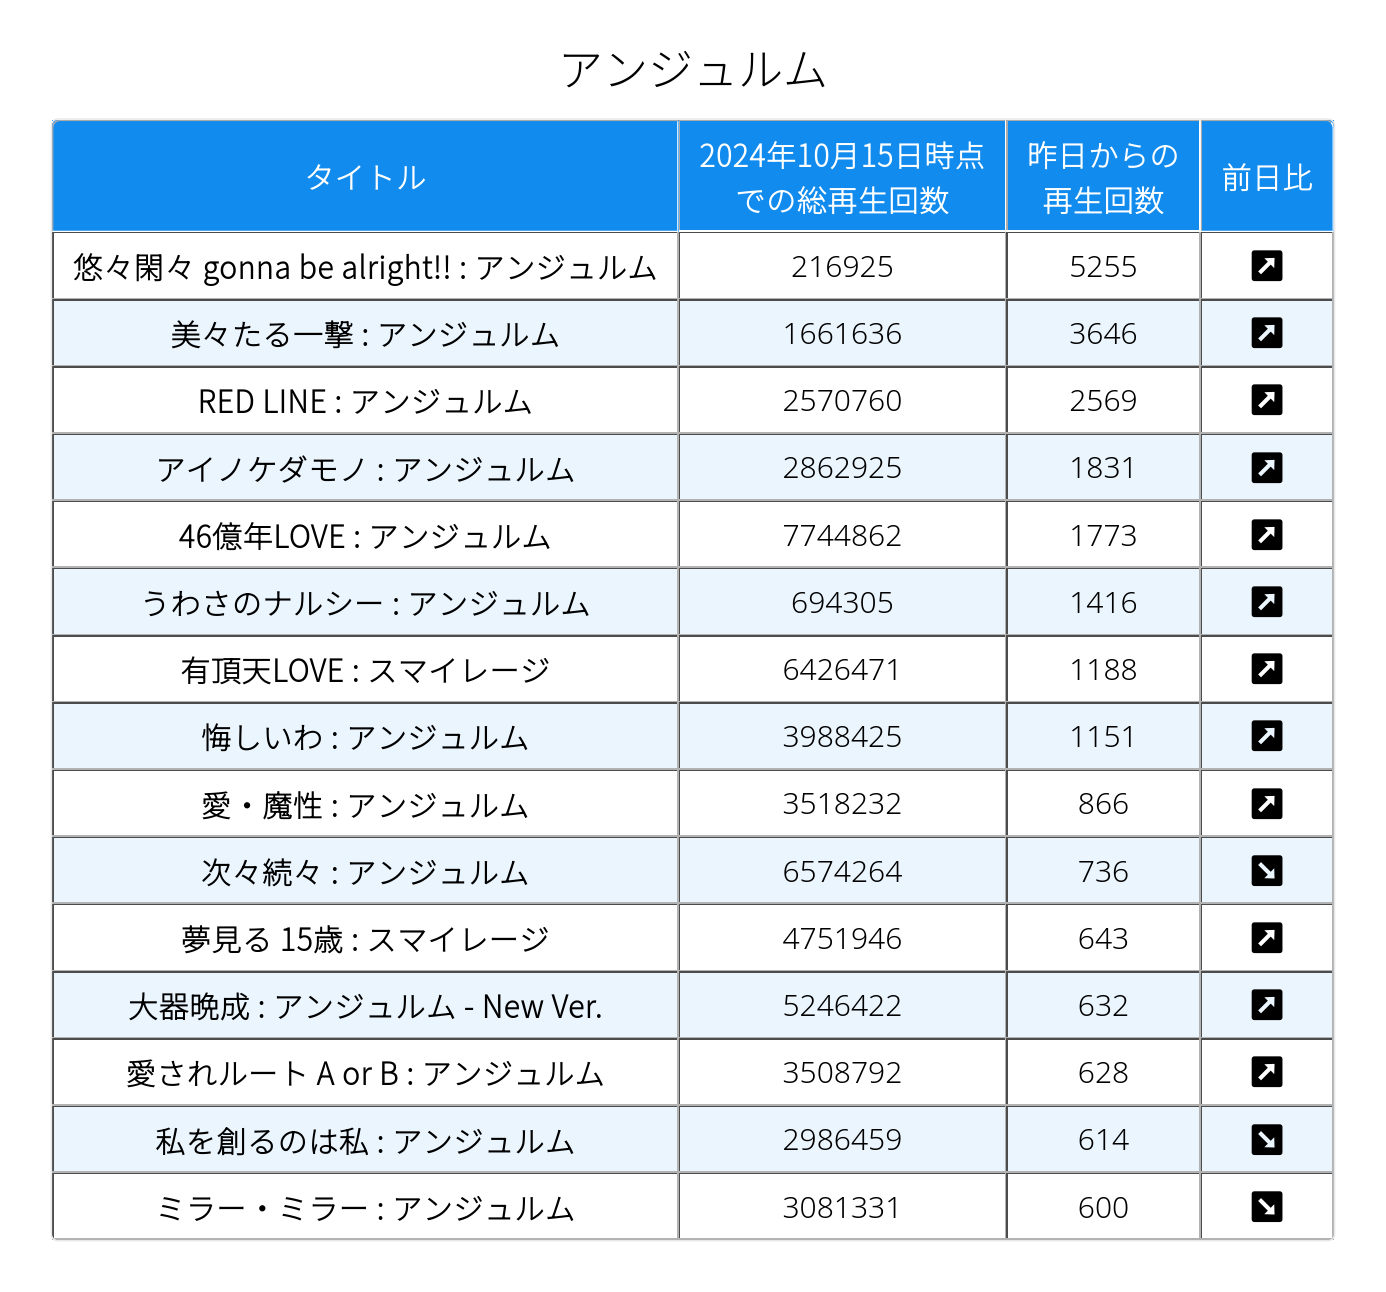 アンジュルム
タイトル 2024年10月15日時点での総再生回数 昨日からの再生回数 前日比
悠々閑々 gonna be alright!! : アンジュルム 216925 5255 ↗
美々たる一撃 : アンジュルム 1661636 3646 ↗
RED LINE : アンジュルム 2570760 2569 ↗
アイノケダモノ : アンジュルム 2862925 1831 ↗
46億年LOVE : アンジュルム 7744862 1773 ↗
うわさのナルシー : アンジュルム 694305 1416 ↗
有頂天LOVE : スマイレージ 6426471 1188 ↗
悔しいわ : アンジュルム 3988425 1151 ↗
愛・魔性 : アンジュルム 3518232 866 ↗
次々続々 : アンジュルム 6574264 736 ↘
夢見る 15歳 : スマイレージ 4751946 643 ↗
大器晩成 : アンジュルム - New Ver. 5246422 632 ↗
愛されルート A or B : アンジュルム 3508792 628 ↗
私を創るのは私 : アンジュルム 2986459 614 ↘
ミラー・ミラー : アンジュルム 3081331 600 ↘